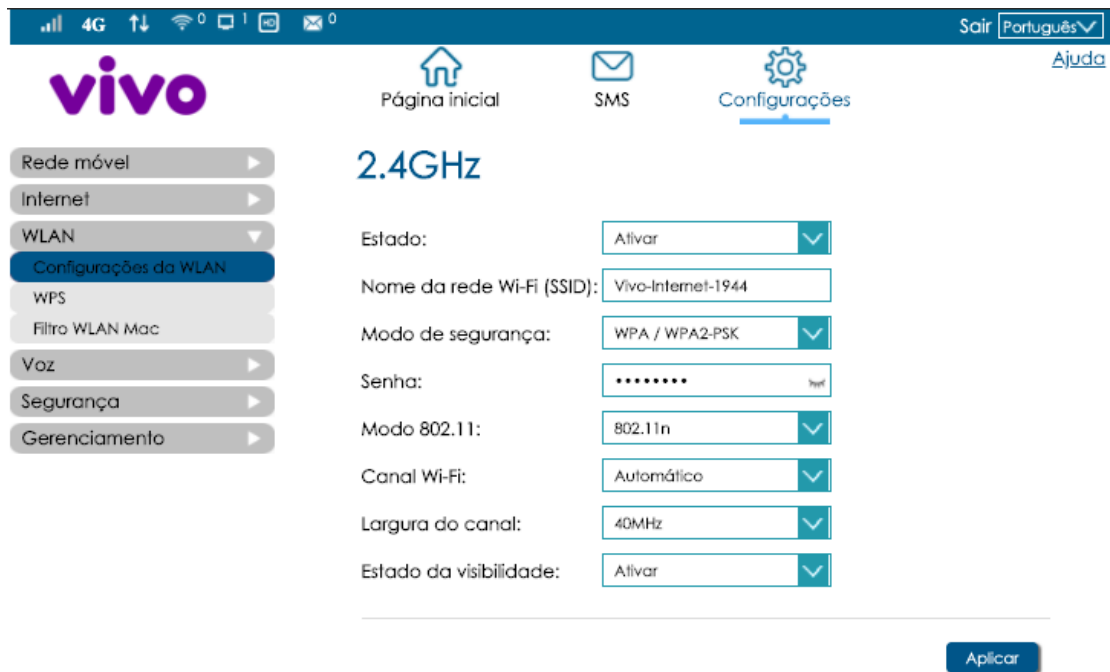 4G 0 1 HD 0 Sair Português
Ajuda
vivo
Página inicial SMS Configurações
Rede móvel
Internet
WLAN
Configurações da WLAN
WPS
Filtro WLAN Mac
Voz
Segurança
Gerenciamento
2.4GHz
Estado: Ativar
Nome da rede Wi-Fi (SSID): Vivo-Internet-1944
Modo de segurança: WPA / WPA2-PSK
Senha: ••••••••
Modo 802.11: 802.11n
Canal Wi-Fi: Automático
Largura do canal: 40MHz
Estado da visibilidade: Ativar
Aplicar